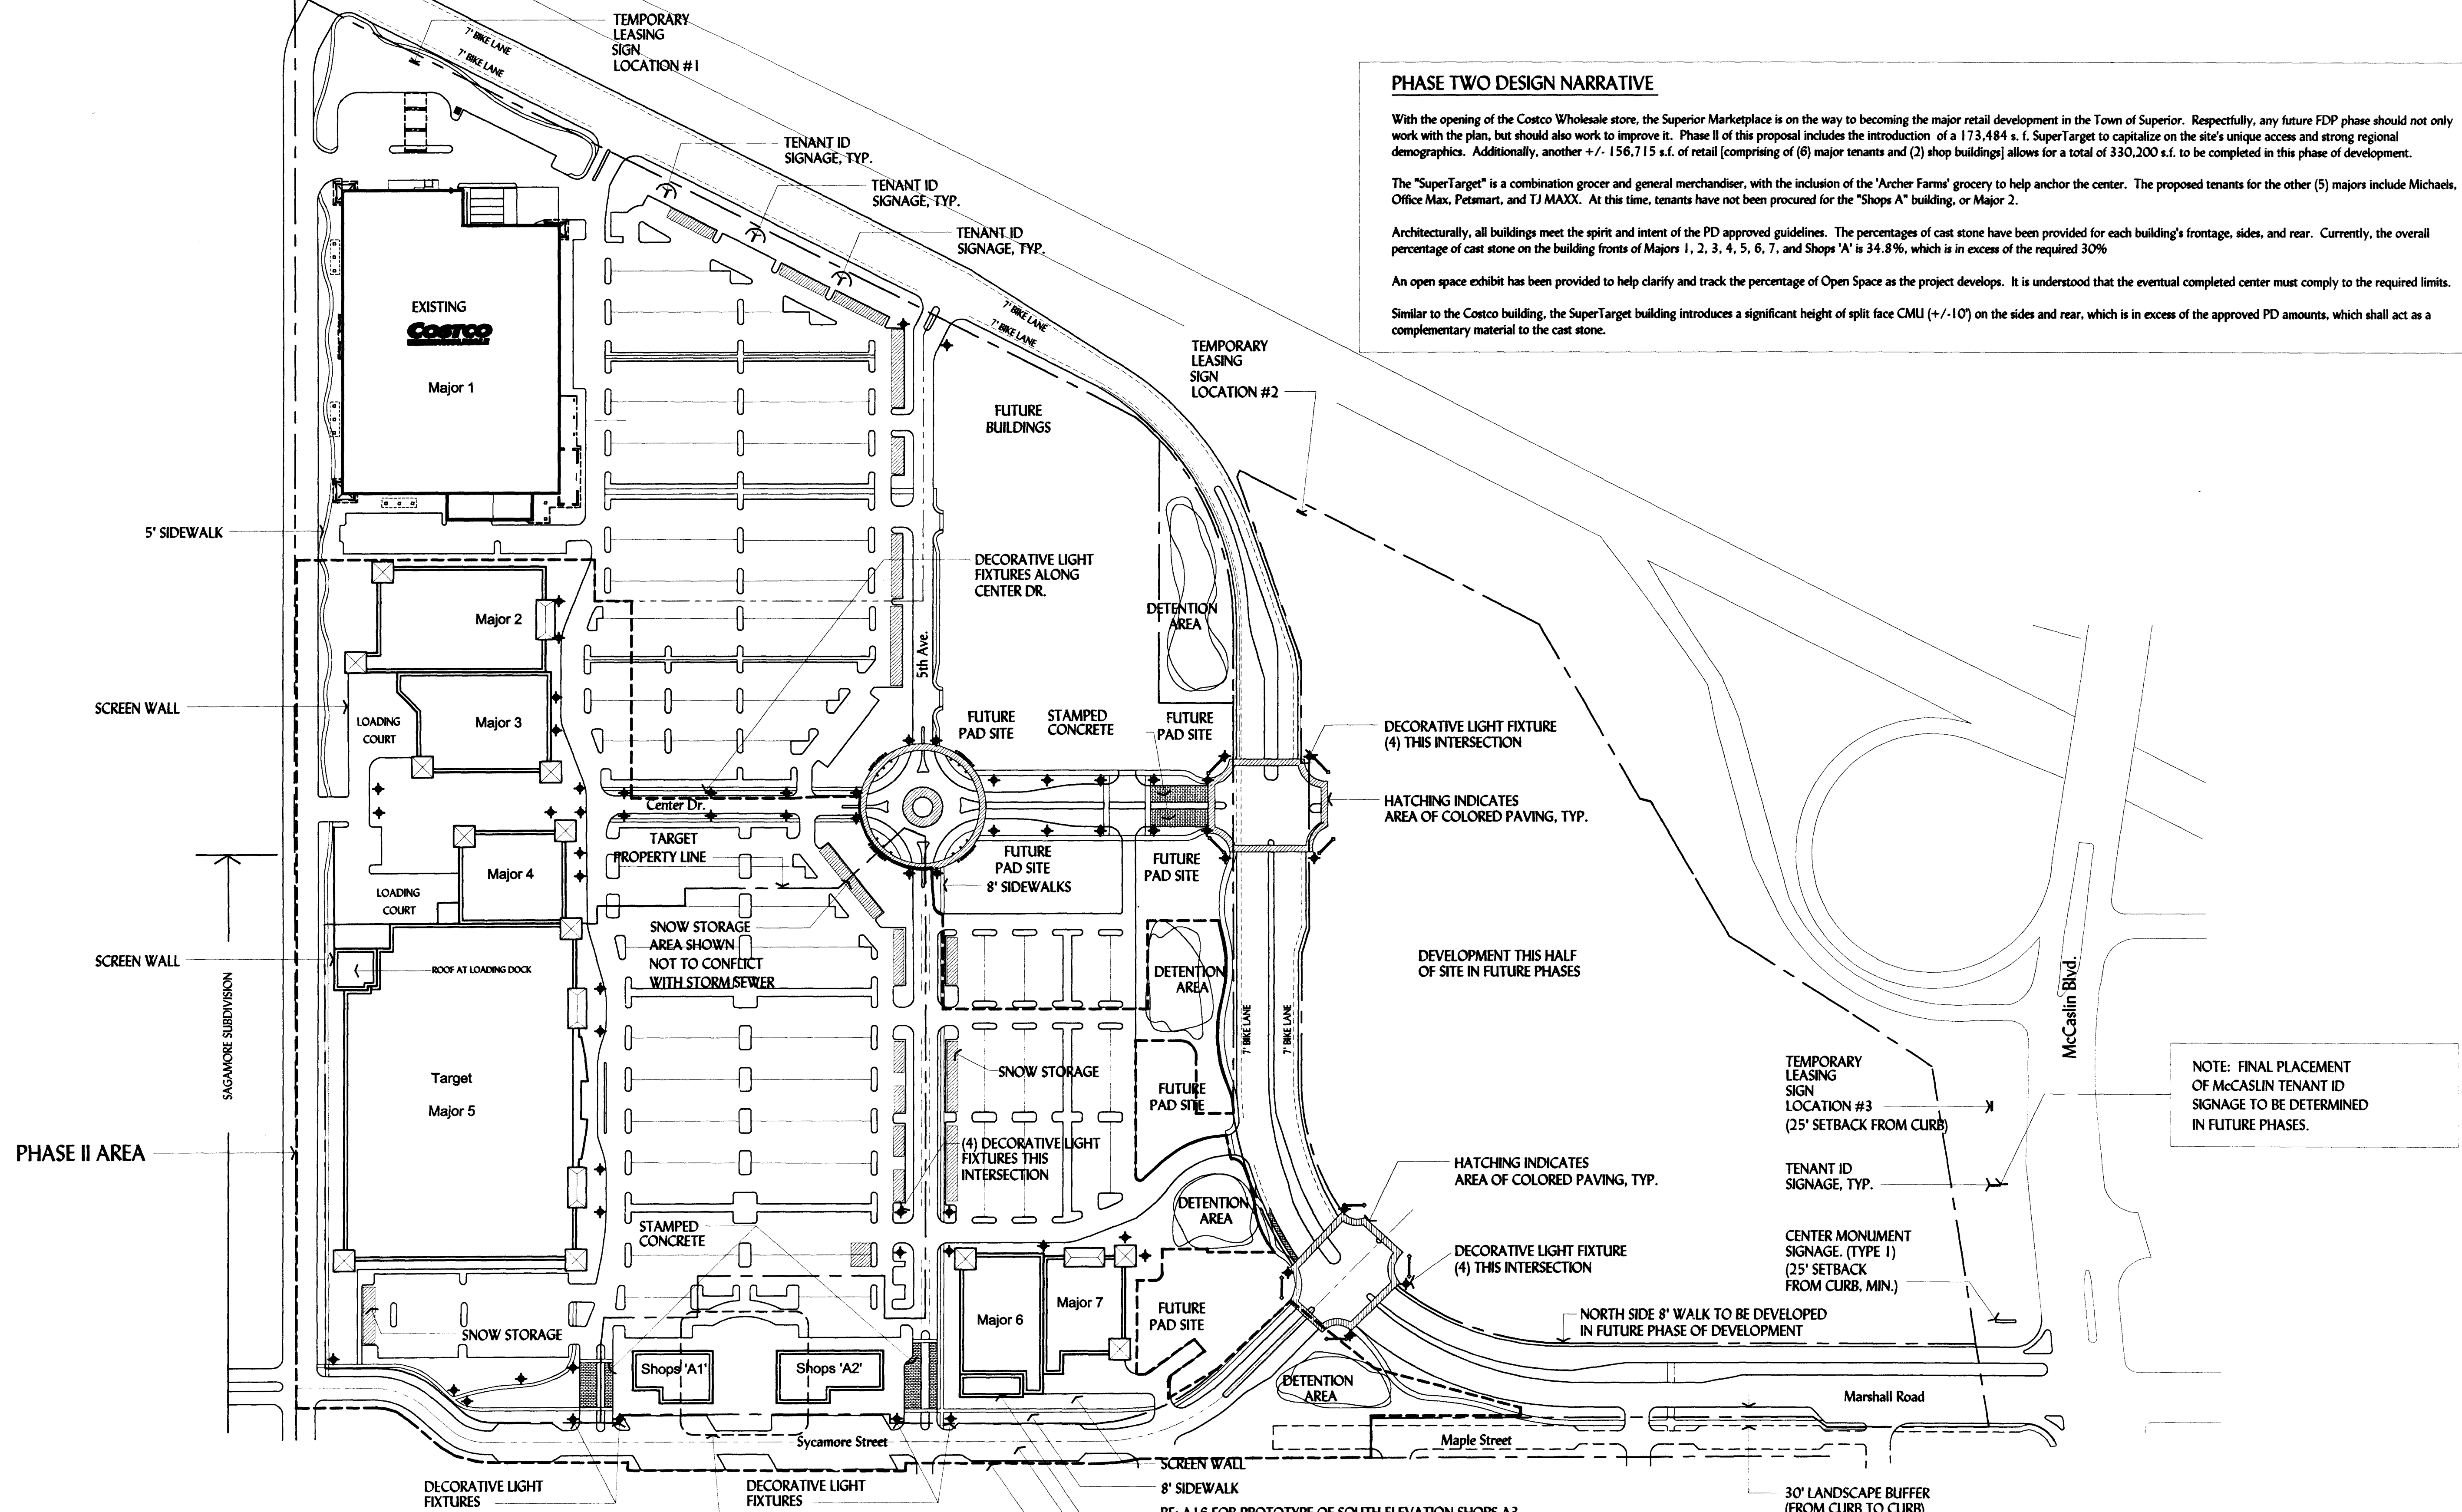 TEMPORARY
LEASING
SIGN
LOCATION #1
7' BIKE LANE
7' BIKE LANE
PHASE TWO DESIGN NARRATIVE
With the opening of the Costco Wholesale store, the Superior Marketplace is on the way to becoming the major retail development in the Town of Superior. Respectfully, any future FDP phase should not only
work with the plan, but should also work to improve it. Phase II of this proposal includes the introduction of a 173,484 s. f. SuperTarget to capitalize on the site's unique access and strong regional
demographics. Additionally, another +/- 156,715 s.f. of retail [comprising of (6) major tenants and (2) shop buildings] allows for a total of 330,200 s.f. to be completed in this phase of development.
The "SuperTarget" is a combination grocer and general merchandiser, with the inclusion of the 'Archer Farms' grocery to help anchor the center. The proposed tenants for the other (5) majors include Michaels,
Office Max, Petsmart, and TJ MAXX. At this time, tenants have not been procured for the "Shops A" building, or Major 2.
Architecturally, all buildings meet the spirit and intent of the PD approved guidelines. The percentages of cast stone have been provided for each building's frontage, sides, and rear. Currently, the overall
percentage of cast stone on the building fronts of Majors 1, 2, 3, 4, 5, 6, 7, and Shops 'A' is 34.8%, which is in excess of the required 30%
An open space exhibit has been provided to help clarify and track the percentage of Open Space as the project develops. It is understood that the eventual completed center must comply to the required limits.
Similar to the Costco building, the SuperTarget building introduces a significant height of split face CMU (+/-10') on the sides and rear, which is in excess of the approved PD amounts, which shall act as a
complementary material to the cast stone.
TENANT ID
SIGNAGE, TYP.
TENANT ID
SIGNAGE, TYP.
TENANT ID
SIGNAGE, TYP.
EXISTING
COSTCO
WHOLESALE
Major 1
7' BIKE LANE
7' BIKE LANE
TEMPORARY
LEASING
SIGN
LOCATION #2
FUTURE
BUILDINGS
5' SIDEWALK
DECORATIVE LIGHT
FIXTURES ALONG
CENTER DR.
DETENTION
AREA
Major 2
5th Ave.
SCREEN WALL
LOADING
COURT
Major 3
FUTURE
PAD SITE
STAMPED
CONCRETE
FUTURE
PAD SITE
DECORATIVE LIGHT FIXTURE
(4) THIS INTERSECTION
Center Dr.
HATCHING INDICATES
AREA OF COLORED PAVING, TYP.
TARGET
PROPERTY LINE
FUTURE
PAD SITE
FUTURE
PAD SITE
8' SIDEWALKS
Major 4
LOADING
COURT
SNOW STORAGE
AREA SHOWN
NOT TO CONFLICT
WITH STORM SEWER
SCREEN WALL
ROOF AT LOADING DOCK
DETENTION
AREA
DEVELOPMENT THIS HALF
OF SITE IN FUTURE PHASES
McCaslin Blvd.
SAGAMORE SUBDIVISION
7' BIKE LANE
7' BIKE LANE
Target
Major 5
SNOW STORAGE
FUTURE
PAD SITE
TEMPORARY
LEASING
SIGN
LOCATION #3
(25' SETBACK FROM CURB)
NOTE: FINAL PLACEMENT
OF McCASLIN TENANT ID
SIGNAGE TO BE DETERMINED
IN FUTURE PHASES.
PHASE II AREA
(4) DECORATIVE LIGHT
FIXTURES THIS
INTERSECTION
HATCHING INDICATES
AREA OF COLORED PAVING, TYP.
TENANT ID
SIGNAGE, TYP.
DETENTION
AREA
STAMPED
CONCRETE
DECORATIVE LIGHT FIXTURE
(4) THIS INTERSECTION
CENTER MONUMENT
SIGNAGE. (TYPE 1)
(25' SETBACK
FROM CURB, MIN.)
Major 6
Major 7
FUTURE
PAD SITE
NORTH SIDE 8' WALK TO BE DEVELOPED
IN FUTURE PHASE OF DEVELOPMENT
SNOW STORAGE
Shops 'A1'
Shops 'A2'
DETENTION
AREA
Marshall Road
Sycamore Street
Maple Street
SCREEN WALL
DECORATIVE LIGHT
FIXTURES
DECORATIVE LIGHT
FIXTURES
8' SIDEWALK
30' LANDSCAPE BUFFER
(FROM CURB TO CURB)
RE: A16 FOR PROTOTYPE OF SOUTH ELEVATION SHOPS A3